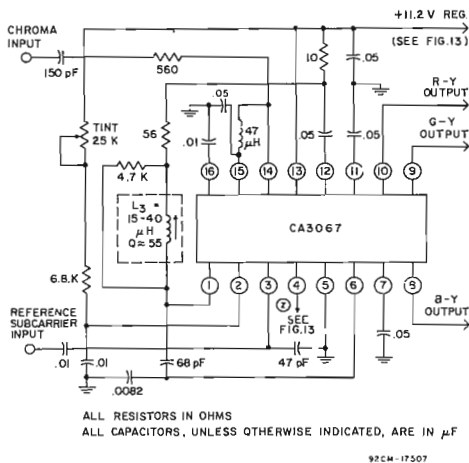 +11.2 V REG.
CHROMA
INPUT
(SEE FIG.13)
150 pF
560
10
.05
R-Y
OUTPUT
G-Y
OUTPUT
TINT
25 K
56
.05
.01
47
μH
.05
.05
4.7 K
16
15
14
13
12
11
10
9
L3 *
15-40
μH
Q≈55
CA3067
6.8.K
1
2
3
4
5
6
7
8
REFERENCE
SUBCARRIER
INPUT
SEE
FIG.13
B-Y
OUTPUT
.05
.01
.01
68 pF
47 pF
.0082
ALL RESISTORS IN OHMS
ALL CAPACITORS, UNLESS OTHERWISE INDICATED, ARE IN μF
92CM-17507